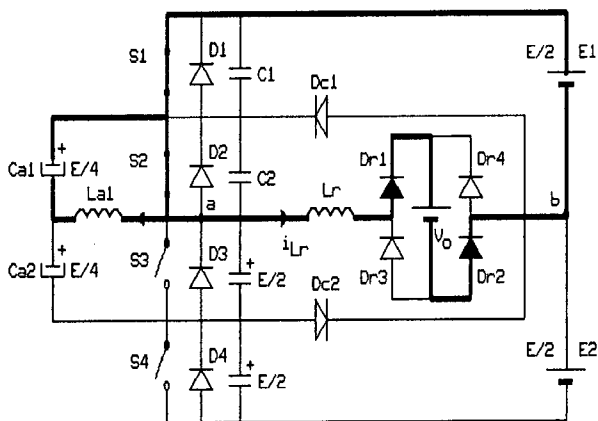 S1
D1
C1
E/2
E1
Dc1
Ca1
+
E/4
S2
D2
C2
Dr1
Dr4
La1
a
Lr
b
iLr
Vo
Ca2
+
E/4
S3
D3
+
E/2
Dr3
Dr2
Dc2
S4
D4
+
E/2
E/2
E2